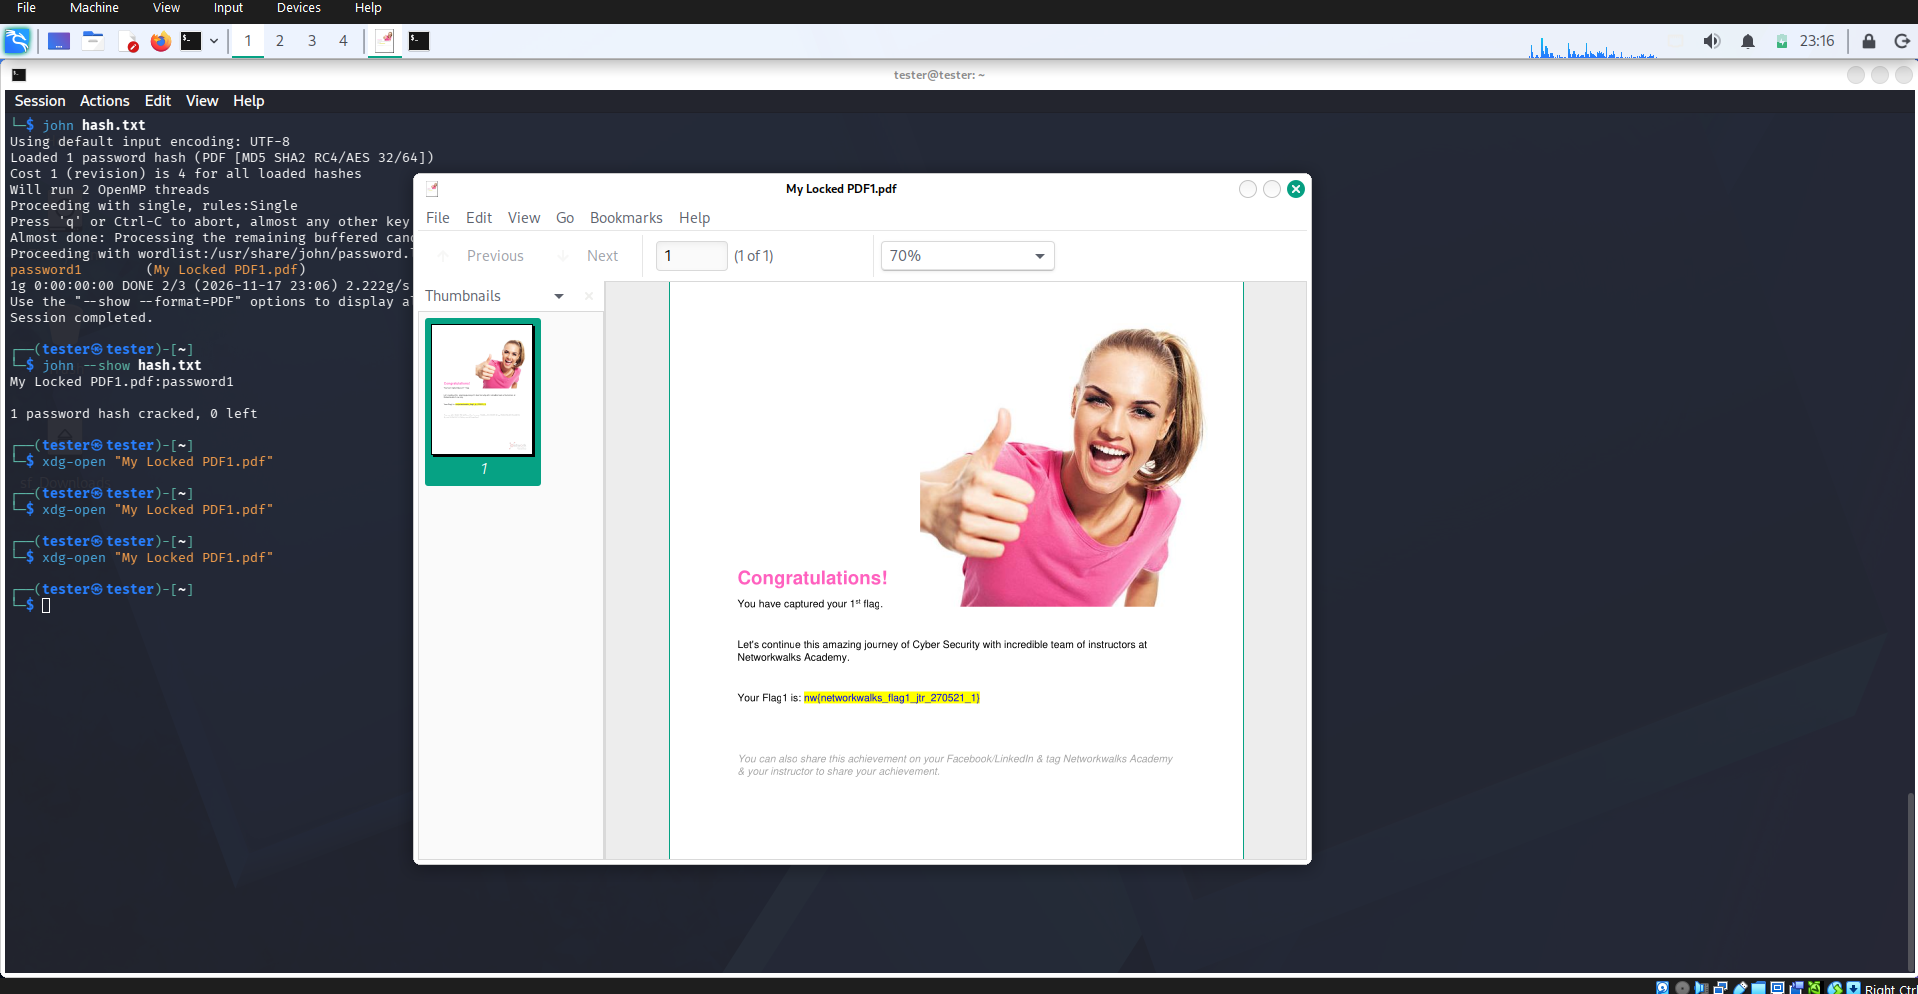 File Machine View Input Devices Help
1 2 3 4
23:16
tester@tester: ~
Session Actions Edit View Help
└─$ john hash.txt
Using default input encoding: UTF-8
Loaded 1 password hash (PDF [MD5 SHA2 RC4/AES 32/64])
Cost 1 (revision) is 4 for all loaded hashes
Will run 2 OpenMP threads
Proceeding with single, rules:Single
Press 'q' or Ctrl-C to abort, almost any other key
Almost done: Processing the remaining buffered
Proceeding with wordlist:/usr/share/john/password.
password1 (My Locked PDF1.pdf)
1g 0:00:00:00 DONE 2/3 (2026-11-17 23:06) 2.222g/s
Use the "--show --format=PDF" options to display
Session completed.
┌──(tester㉿tester)-[~]
└─$ john --show hash.txt
My Locked PDF1.pdf:password1
1 password hash cracked, 0 left
┌──(tester㉿tester)-[~]
└─$ xdg-open "My Locked PDF1.pdf"
┌──(tester㉿tester)-[~]
└─$ xdg-open "My Locked PDF1.pdf"
┌──(tester㉿tester)-[~]
└─$ xdg-open "My Locked PDF1.pdf"
┌──(tester㉿tester)-[~]
└─$
My Locked PDF1.pdf
File Edit View Go Bookmarks Help
Previous Next 1 (1 of 1) 70%
Thumbnails
1
Congratulations!
You have captured your 1st flag.
Let's continue this amazing journey of Cyber Security with incredible team of instructors at
Networkwalks Academy.
Your Flag1 is: nw{networkwalks_flag1_jtr_270521_1}
You can also share this achievement on your Facebook/LinkedIn & tag Networkwalks Academy
& your instructor to share your achievement.
Right Ctrl